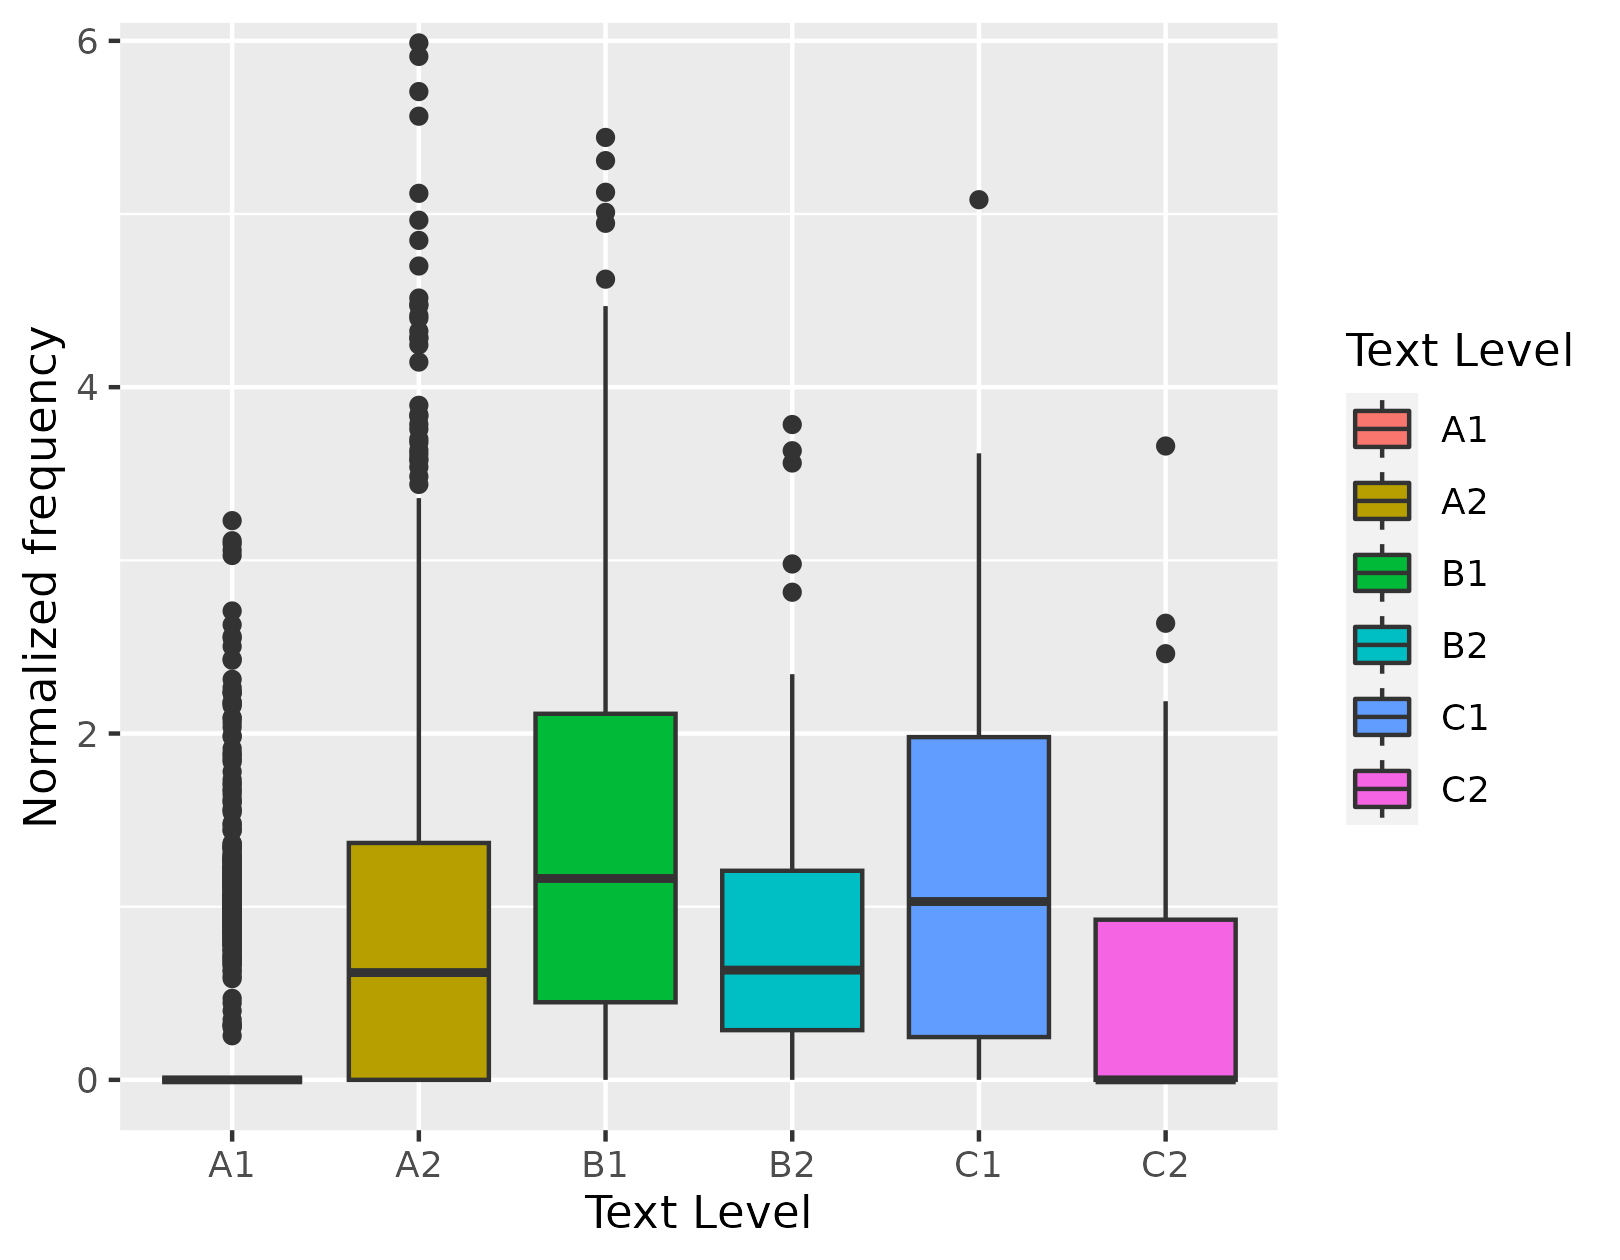 Normalized frequency
6
4
2
0
A1 A2 B1 B2 C1 C2
Text Level
Text Level
A1
A2
B1
B2
C1
C2